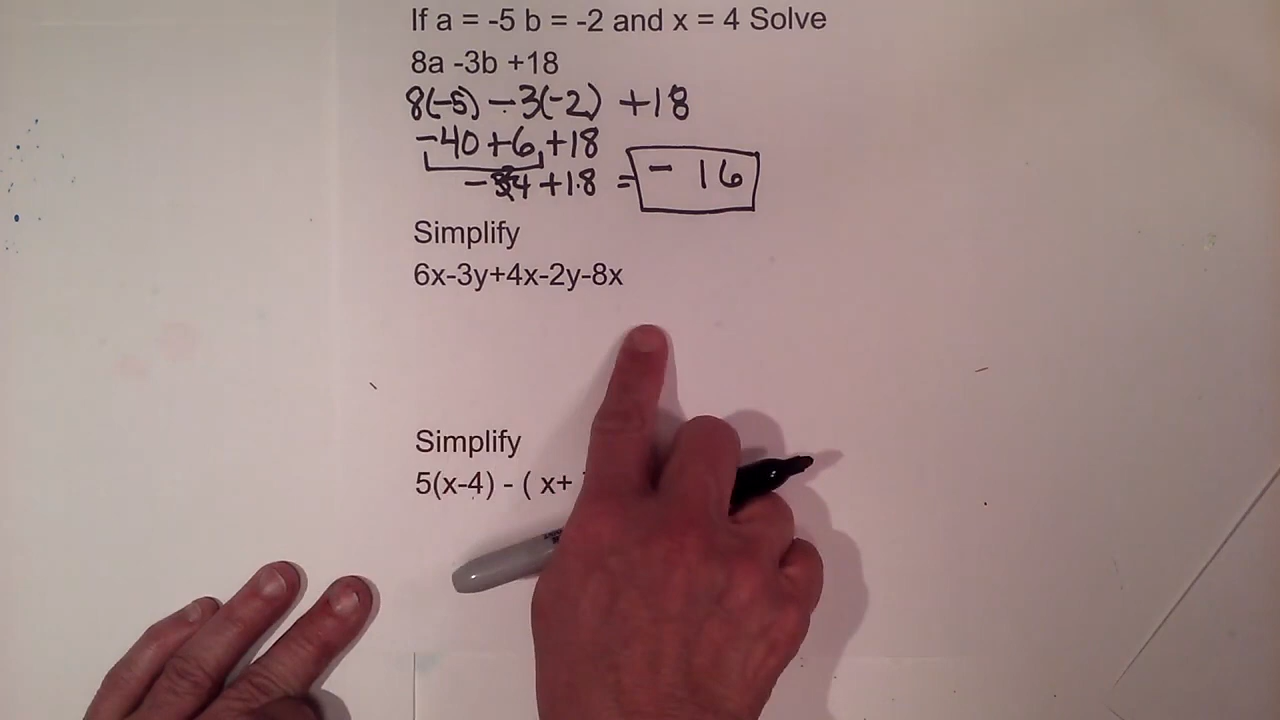 If a = -5 b = -2 and x = 4 Solve
8a -3b +18
8(-5) -3(-2) +18
-40 +6 +18
-34 +18 = -16
Simplify
6x-3y+4x-2y-8x
Simplify
5(x-4) - ( x+